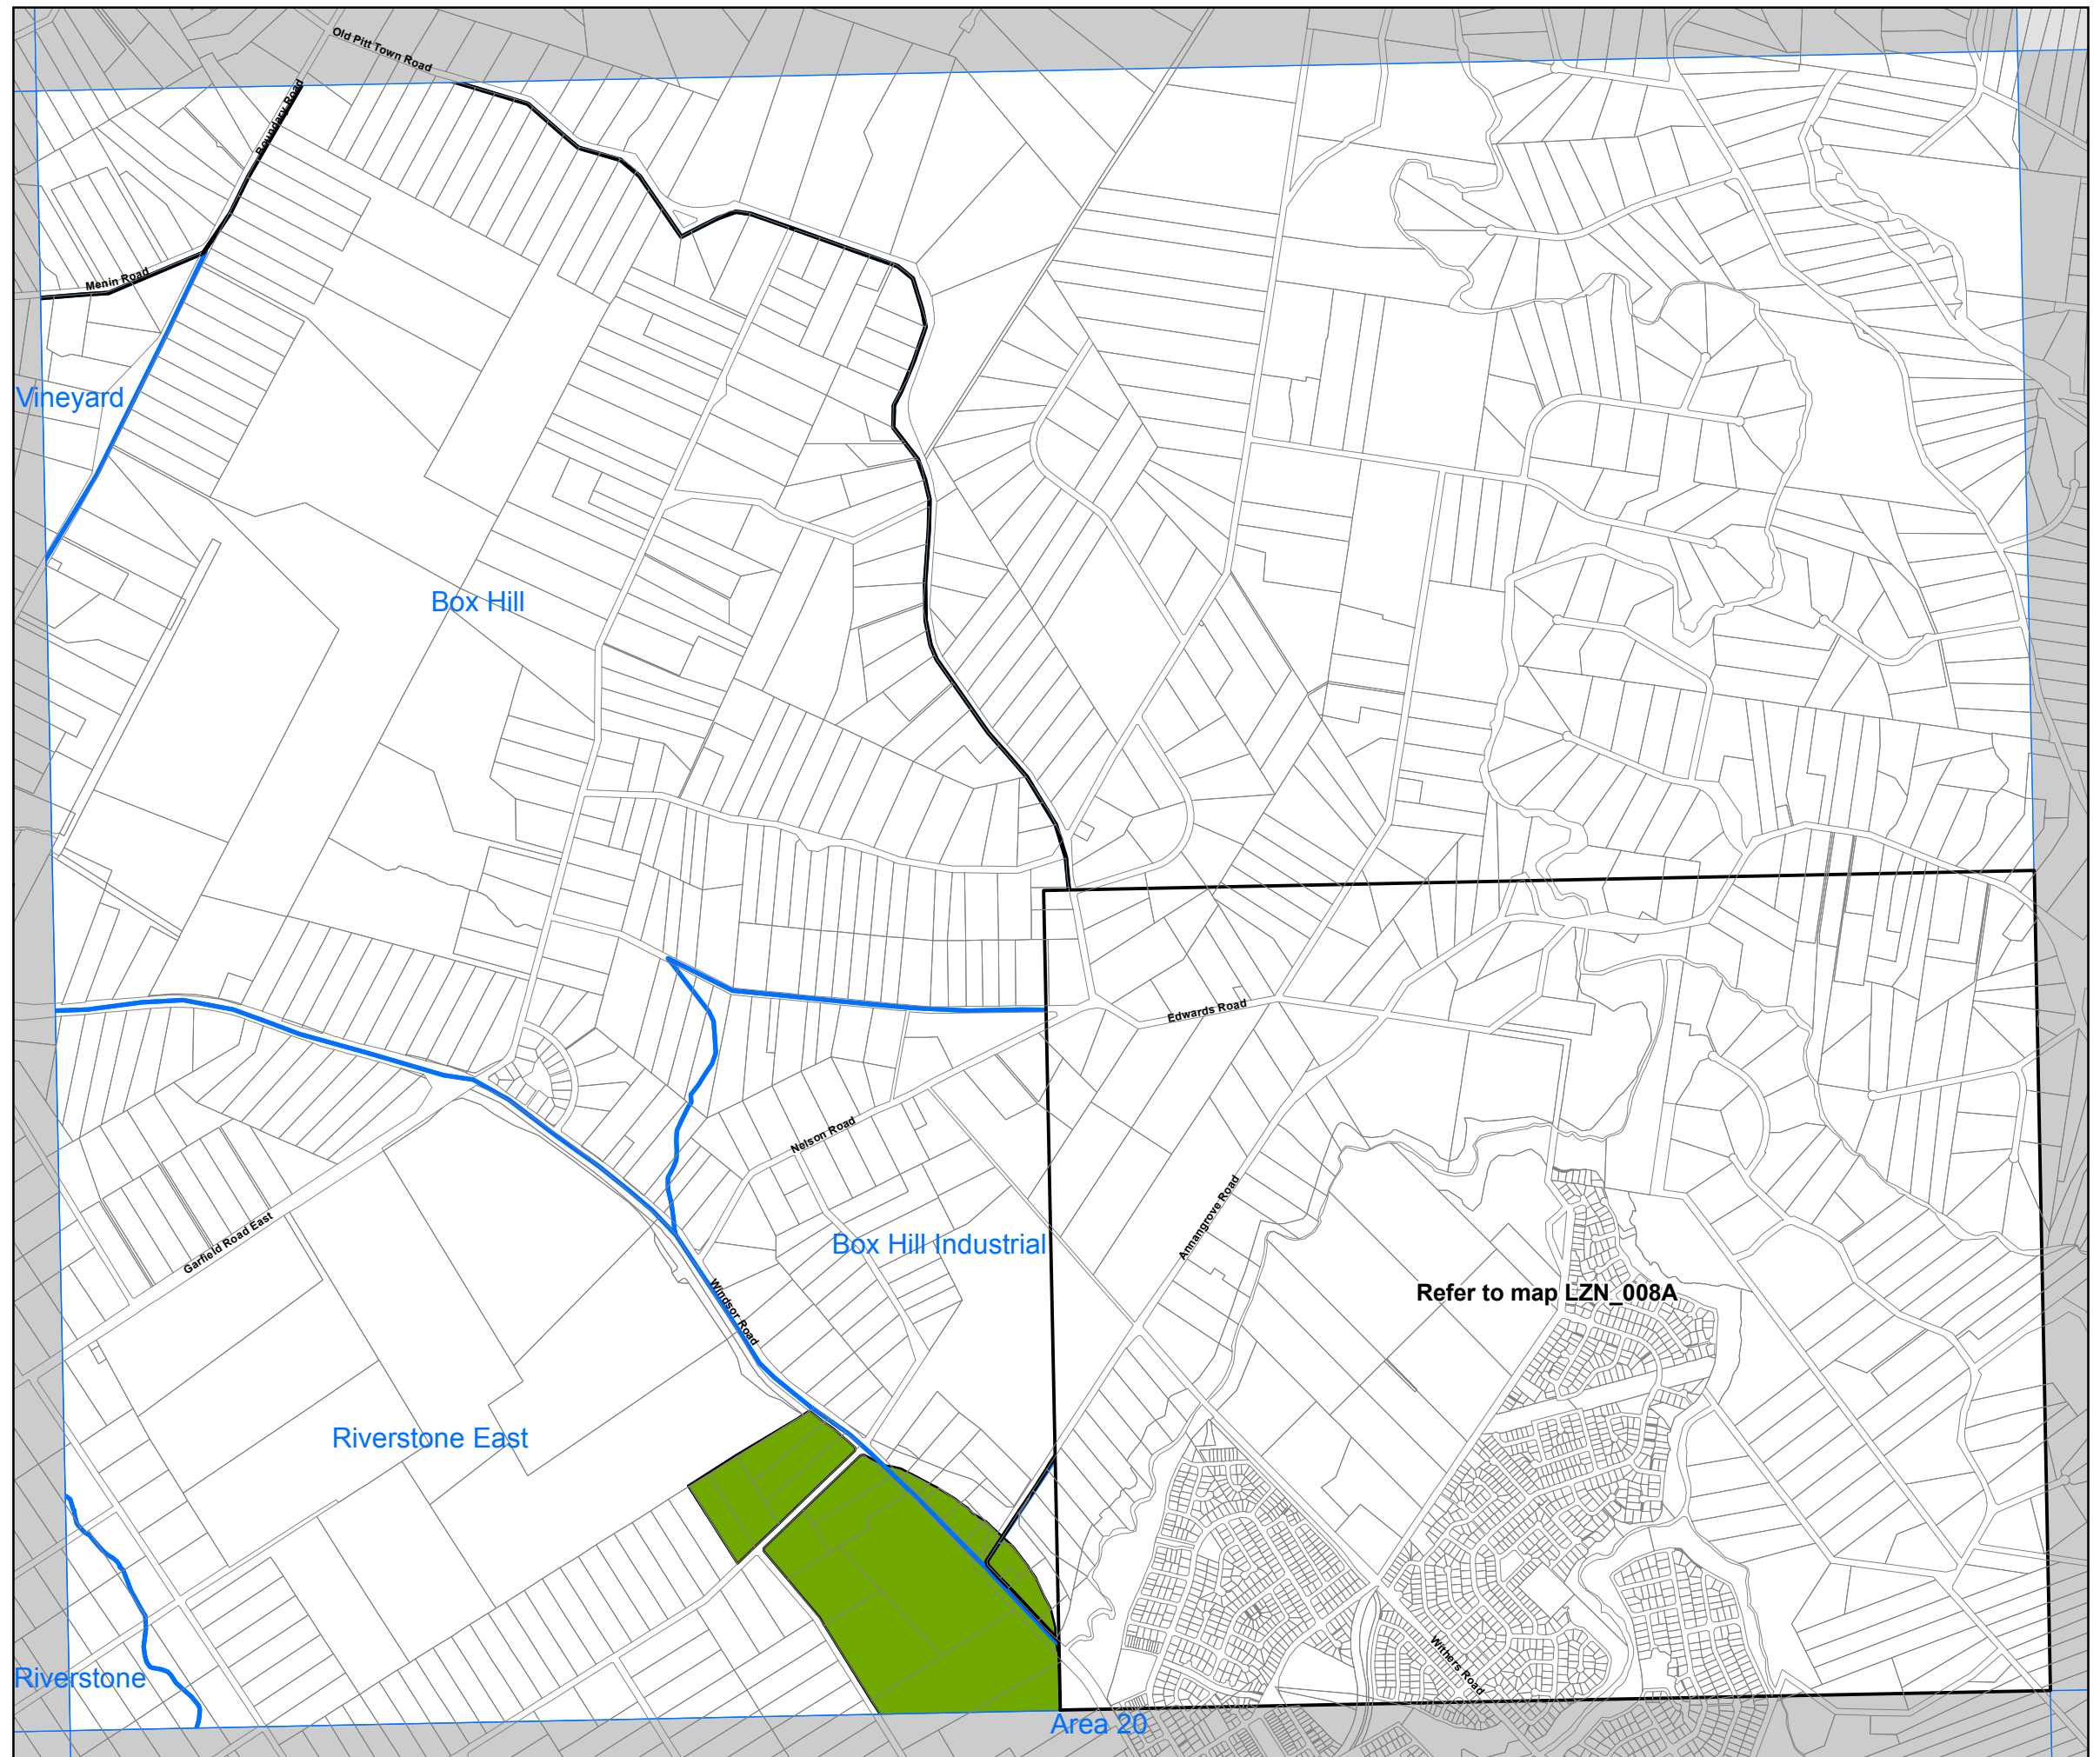 Old Pitt Town Road
Boundary Road
Menin Road
Vineyard
Box Hill
Edwards Road
Nelson Road
Annangrove Road
Garfield Road East
Box Hill Industrial
Windsor Road
Refer to map LZN_008A
Riverstone East
Withers Road
Riverstone
Area 20